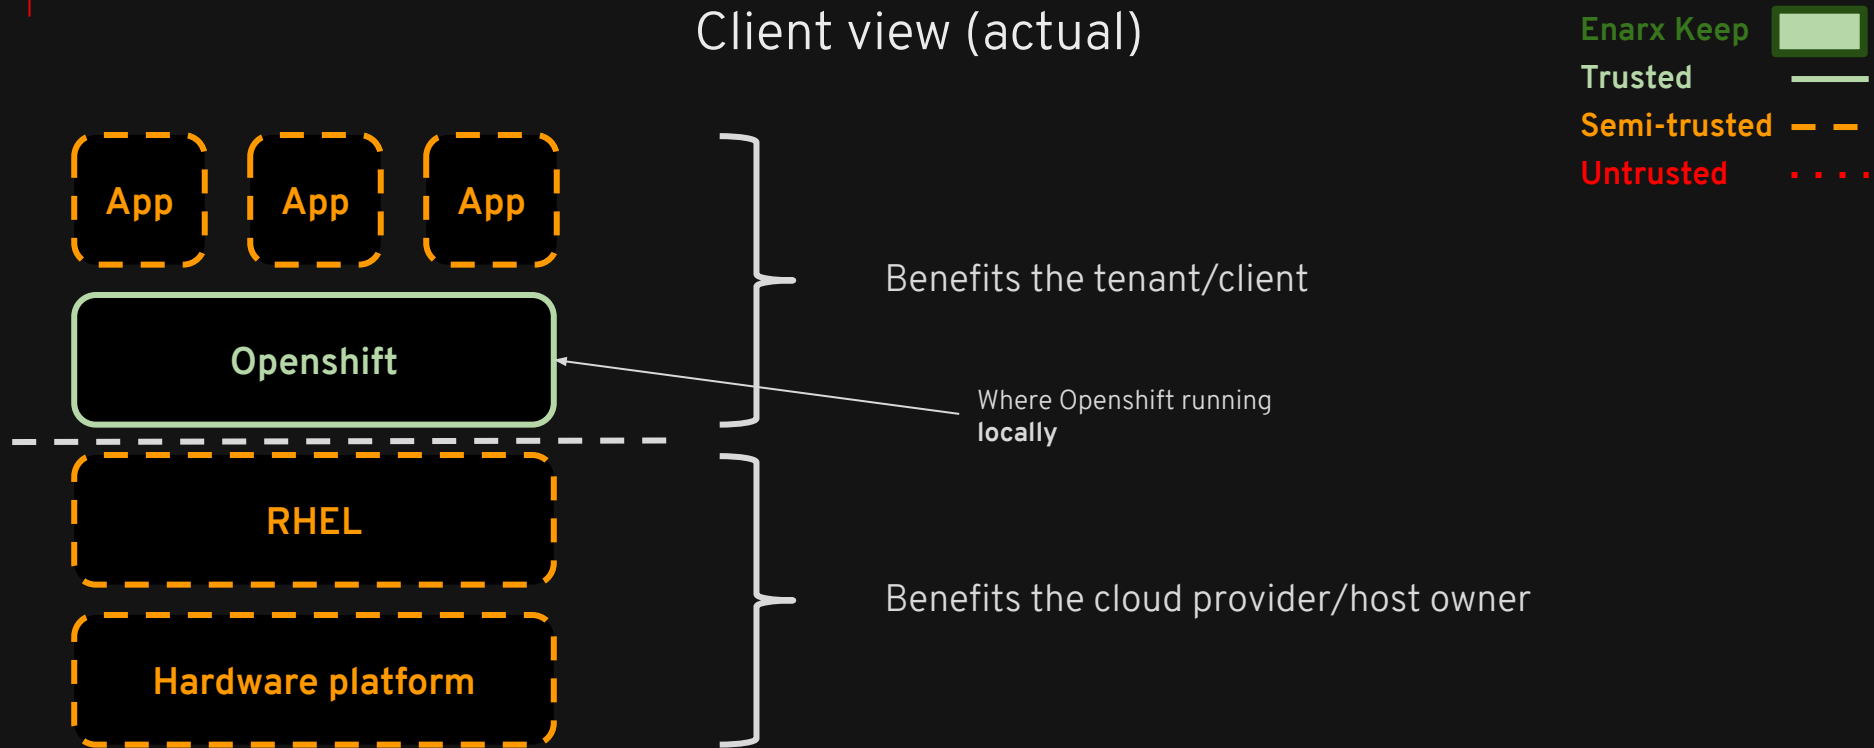 Client view (actual)
Enarx Keep
Trusted
Semi-trusted
Untrusted
App
App
App
Benefits the tenant/client
Openshift
Where Openshift running
locally
RHEL
Benefits the cloud provider/host owner
Hardware platform